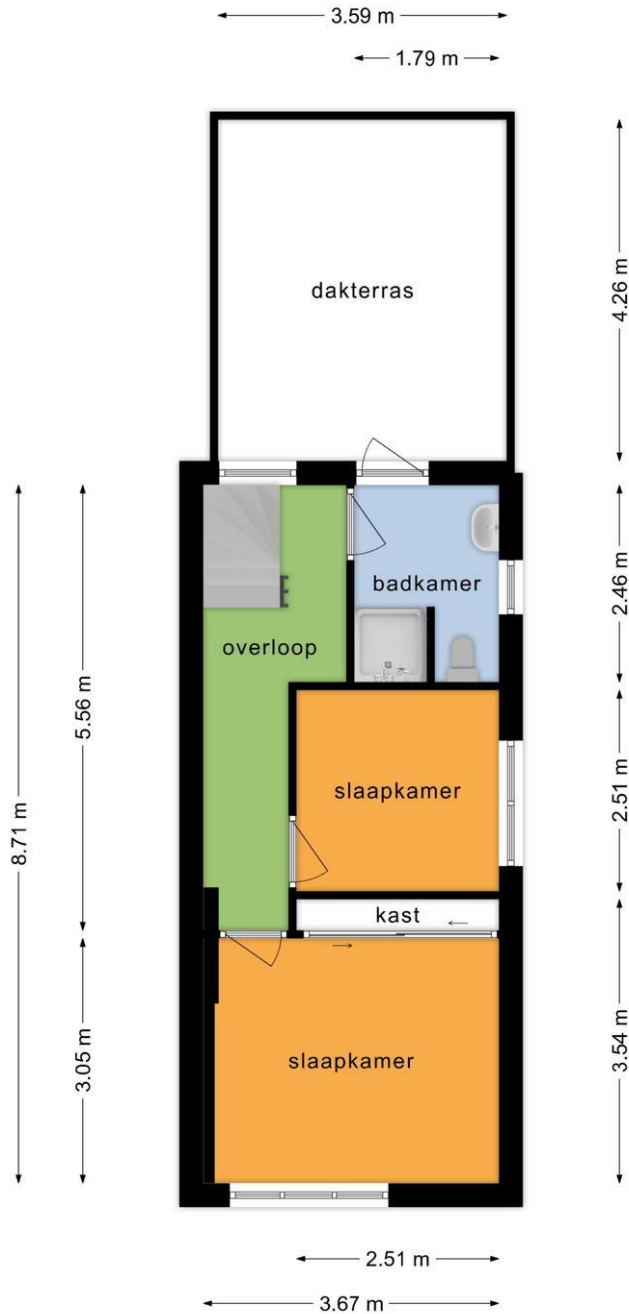 3.59 m
1.79 m
dakterras
4.26 m
badkamer
2.46 m
overloop
5.56 m
slaapkamer
2.51 m
8.71 m
kast
slaapkamer
3.05 m
3.54 m
2.51 m
3.67 m